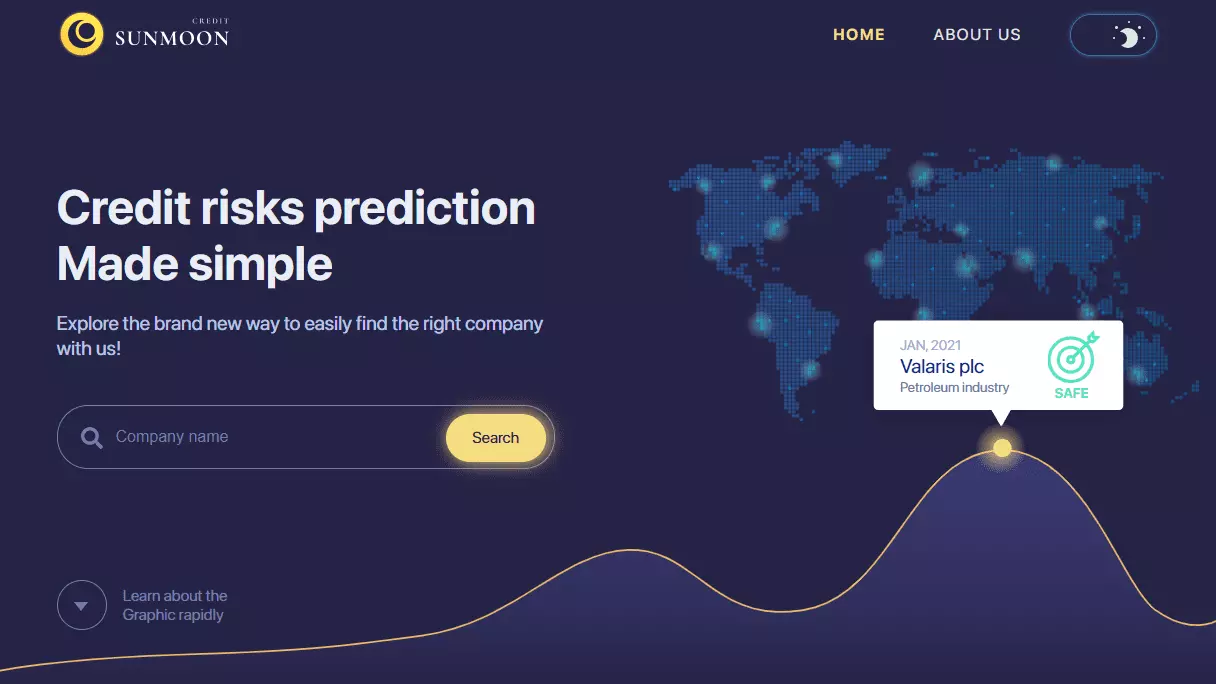 CREDIT
SUNMOON
HOME
ABOUT US
Credit risks prediction
Made simple
Explore the brand new way to easily find the right company
with us!
Company name
Search
JAN, 2021
Valaris plc
Petroleum industry
SAFE
Learn about the
Graphic rapidly